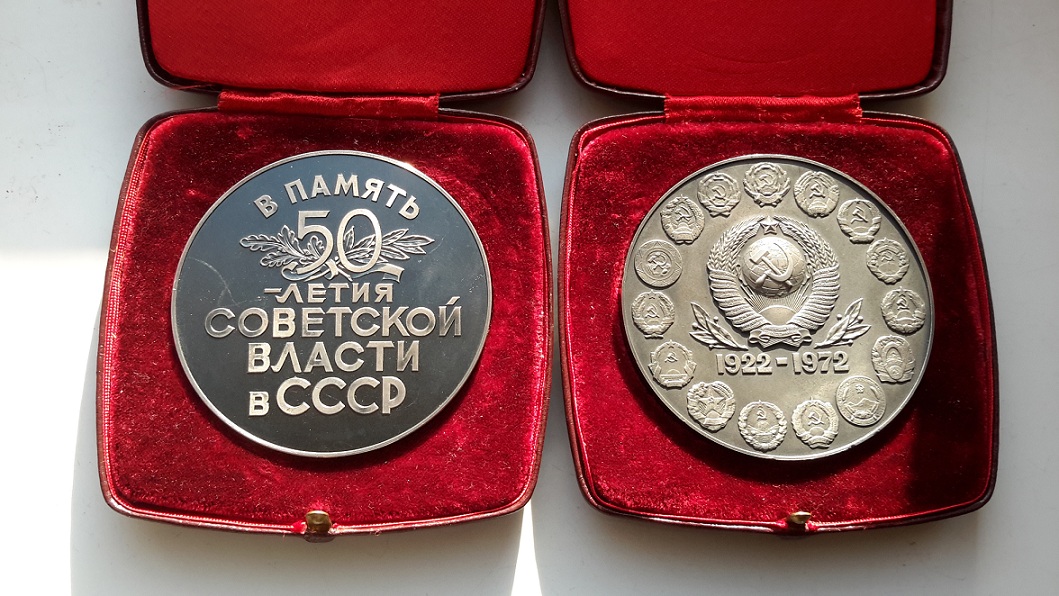 В ПАМЯТЬ
50
-ЛЕТИЯ
СОВЕТСКОЙ
ВЛАСТИ
В СССР
1922-1972